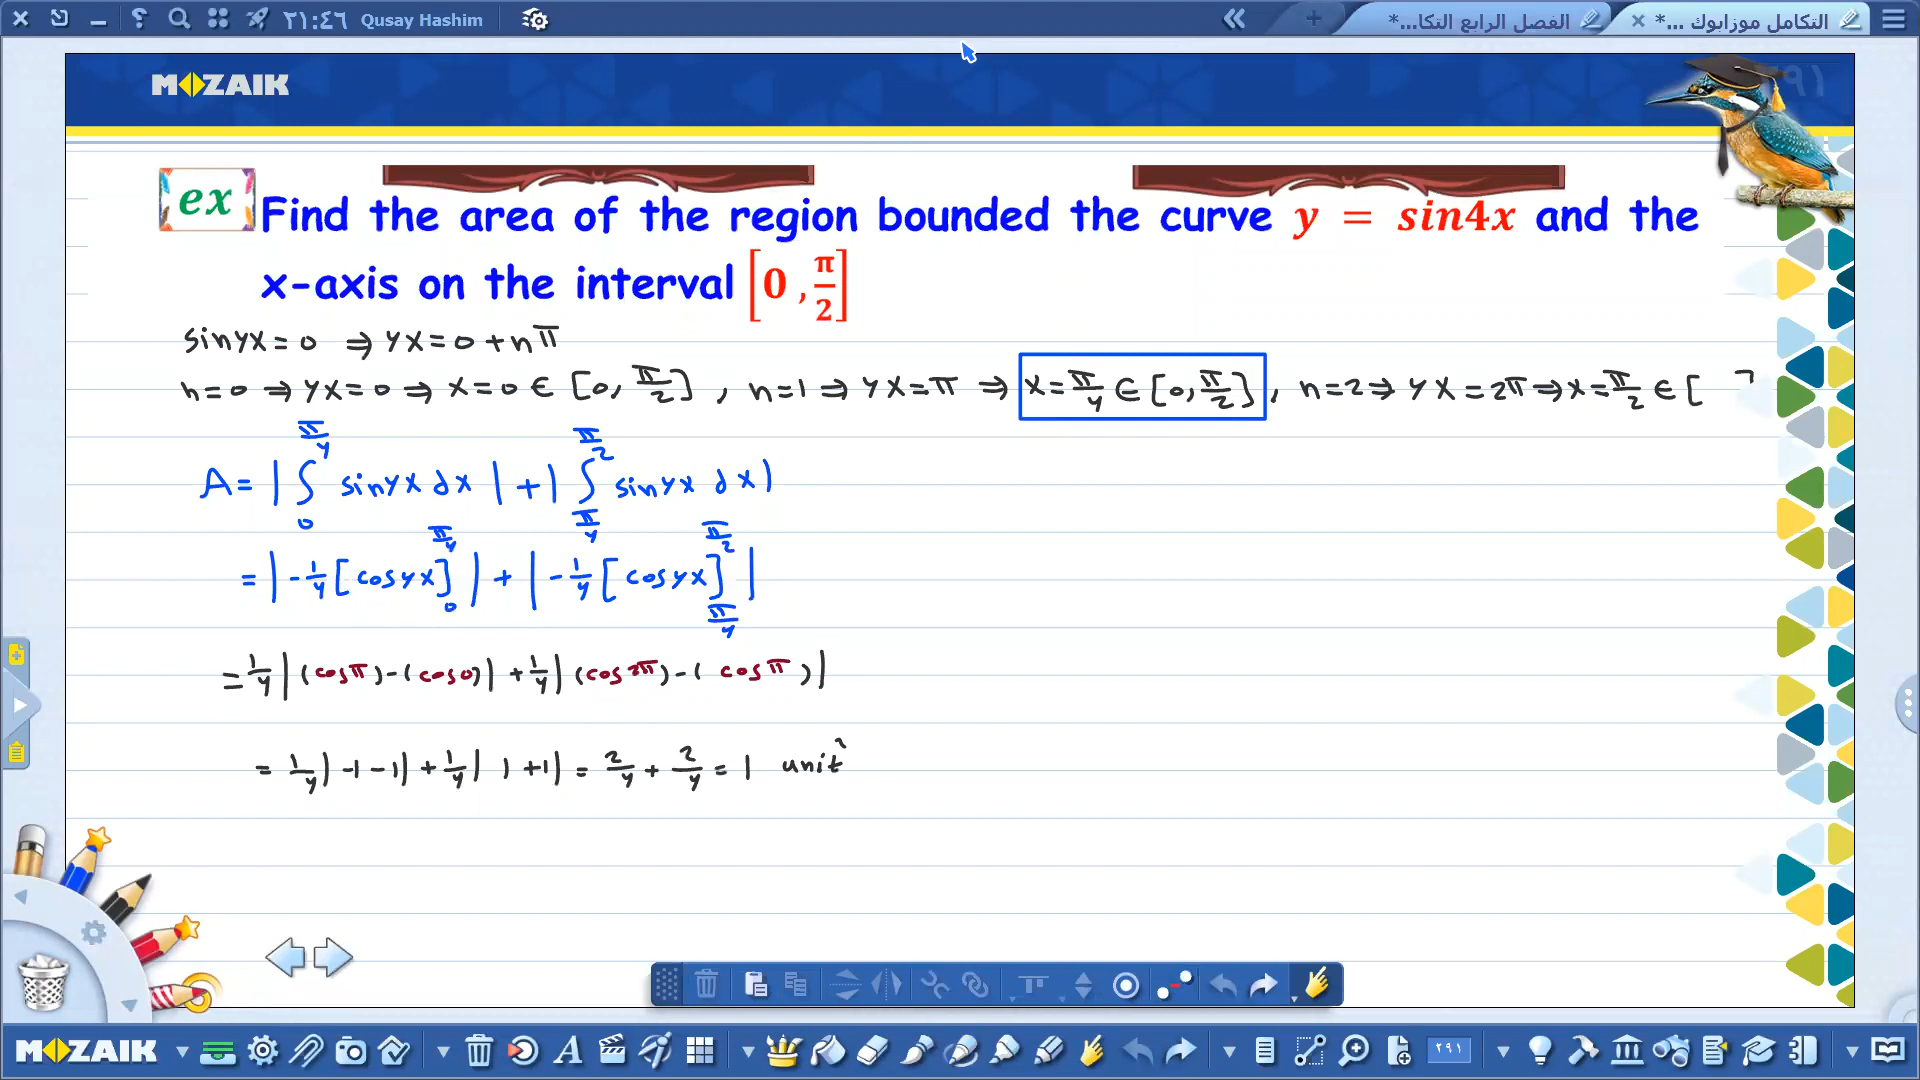 ٢١:٤٦ Qusay Hashim
الفصل الرابع التكا...*
التكامل موزابوك ...*
MOZAIK
٢٩١
ex Find the area of the region bounded the curve y = sin4x and the
x-axis on the interval [0 , π/2]
sin4x = 0 ⇒ 4x = 0 + nπ
n=0 ⇒ 4x=0 ⇒ x=0 ∈ [0, π/2] , n=1 ⇒ 4x=π ⇒ x=π/4 ∈ [0, π/2] , n=2 ⇒ 4x=2π ⇒ x=π/2 ∈ [ ]
A = |∫₀^{π/4} sin4x dx| + |∫_{π/4}^{π/2} sin4x dx|
= |-1/4 [cos4x]₀^{π/4}| + |-1/4 [cos4x]_{π/4}^{π/2}|
= 1/4 |(cosπ) - (cos0)| + 1/4 |(cos2π) - (cosπ)|
= 1/4 |-1-1| + 1/4 |1+1| = 2/4 + 2/4 = 1 unit²
MOZAIK
٢٩١